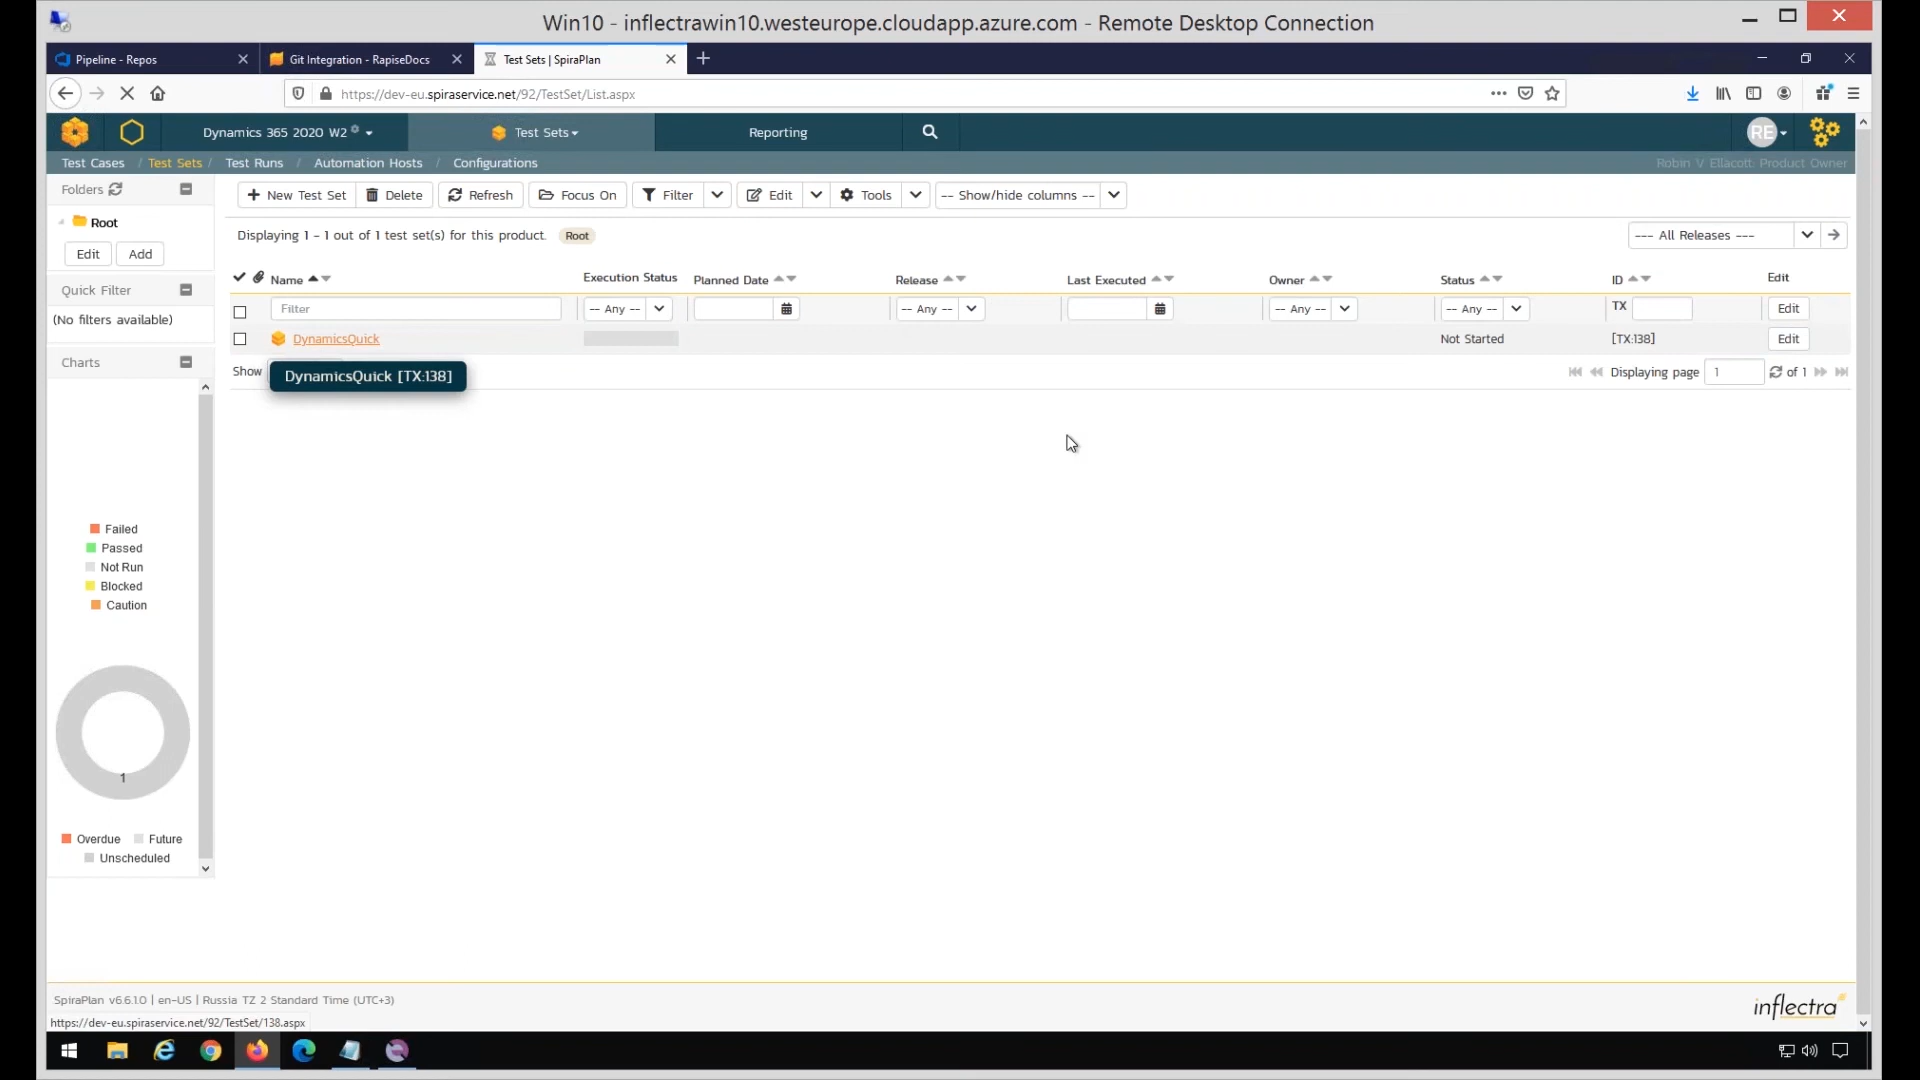 Win10 - inflectrawin10.westeurope.cloudapp.azure.com - Remote Desktop Connection
Pipeline - Repos
Git Integration - RapiseDocs
Test Sets | SpiraPlan
https://dev-eu.spiraservice.net/92/TestSet/List.aspx
Dynamics 365 2020 W2
Test Sets
Reporting
RE
Test Cases / Test Sets / Test Runs / Automation Hosts / Configurations
Robin V Ellacott: Product Owner
Folders
New Test Set
Delete
Refresh
Focus On
Filter
Edit
Tools
-- Show/hide columns --
Root
Edit
Add
Displaying 1 - 1 out of 1 test set(s) for this product.
Root
--- All Releases ---
Quick Filter
(No filters available)
Charts
Name
Execution Status
Planned Date
Release
Last Executed
Owner
Status
ID
Edit
Filter
-- Any --
-- Any --
-- Any --
-- Any --
TX
Edit
DynamicsQuick
Not Started
[TX:138]
Edit
Show
DynamicsQuick [TX:138]
Displaying page
1
of 1
Failed
Passed
Not Run
Blocked
Caution
1
Overdue
Future
Unscheduled
SpiraPlan v6.6.1.0 | en-US | Russia TZ 2 Standard Time (UTC+3)
inflectra
https://dev-eu.spiraservice.net/92/TestSet/138.aspx